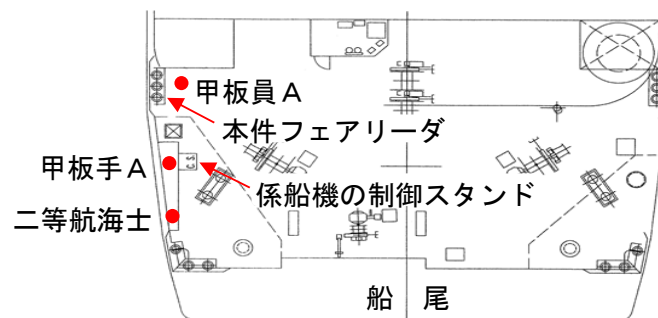 甲板員A
本件フェアリーダ
甲板手A
C.S
係船機の制御スタンド
二等航海士
船 尾